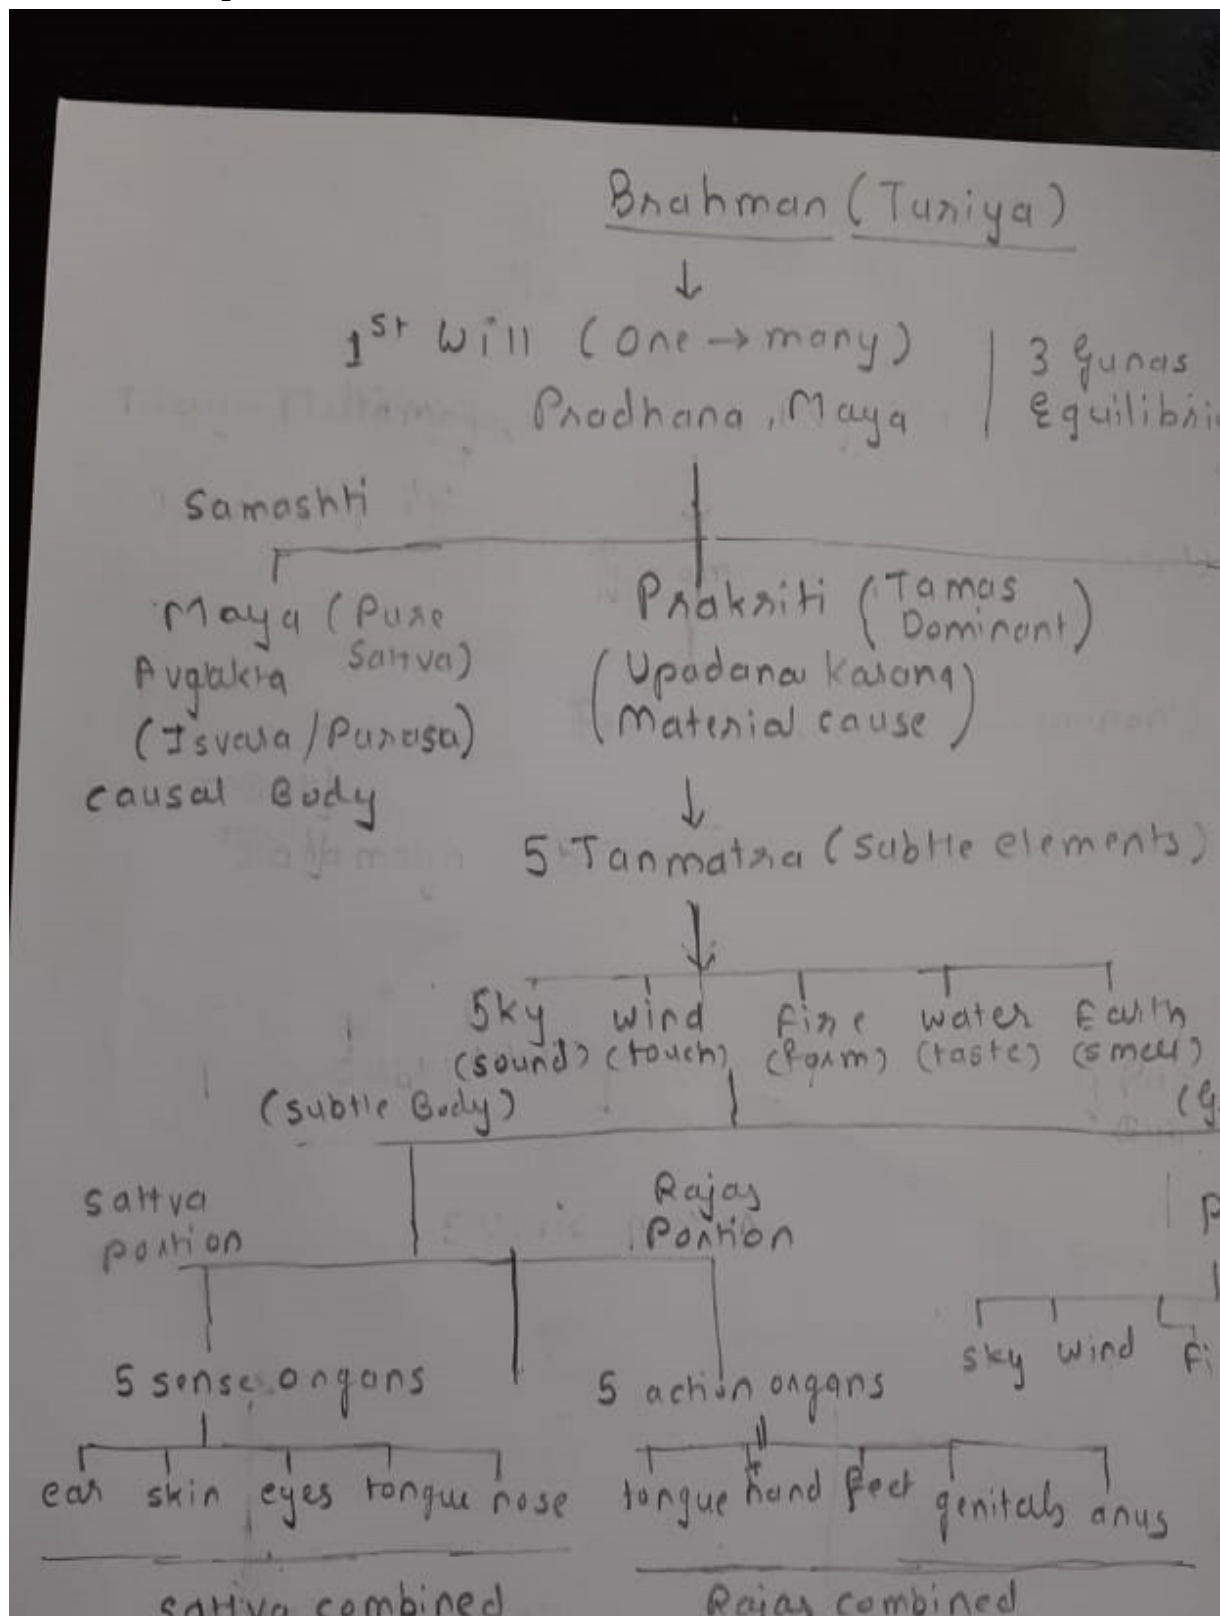 Brahman (Turiya)
↓
1st Will (One → many) | 3 gunas
Pradhana, Maya | Equilibri
Samashti
Maya (Pure Sattva)
Prakriti (Tamas Dominant)
(Isvara / Purusa)
(Upadana Karana
Material cause)
causal Body
↓
5 Tanmatra (subtle elements)
↓
Sky wind fire water Earth
(sound) (touch) (form) (taste) (smell)
(subtle Body) (G
sattva portion
Rajas Portion
P
sky wind fi
5 sense organs
5 action organs
ear skin eyes tongue nose
tongue hand feet genitals anus
sattva combined
Rajas combined